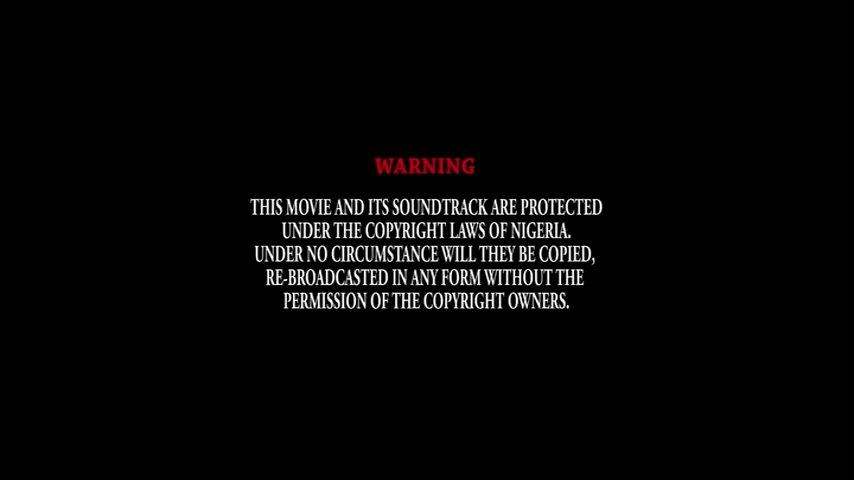 WARNING
THIS MOVIE AND ITS SOUNDTRACK ARE PROTECTED
UNDER THE COPYRIGHT LAWS OF NIGERIA.
UNDER NO CIRCUMSTANCE WILL THEY BE COPIED,
RE-BROADCASTED IN ANY FORM WITHOUT THE
PERMISSION OF THE COPYRIGHT OWNERS.